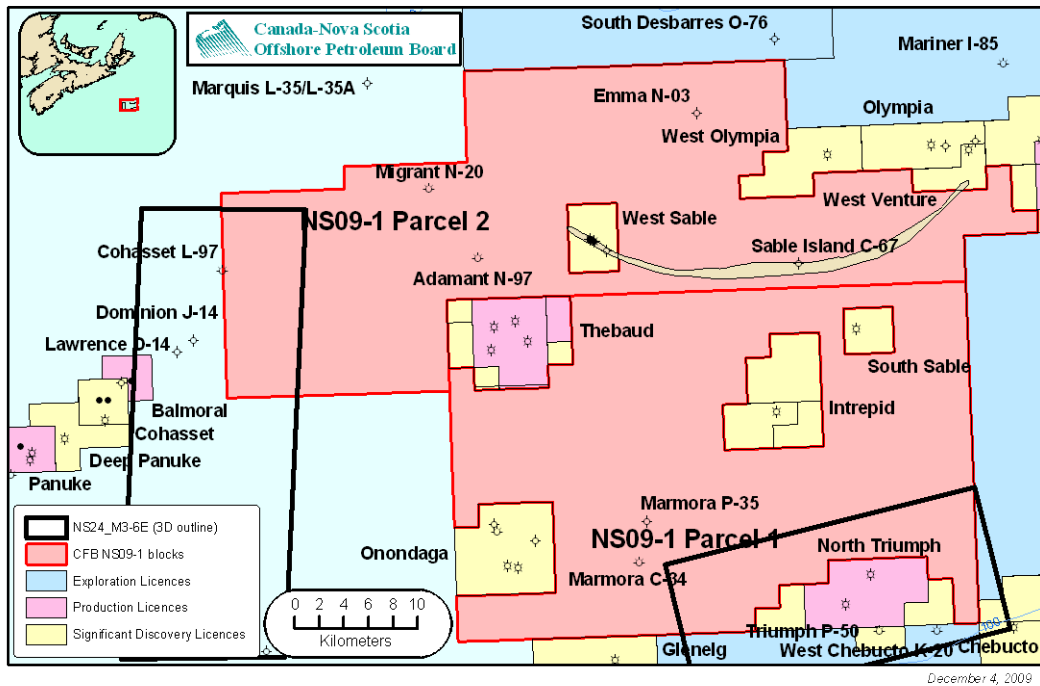 South Desbarres O-76
Canada-Nova Scotia
Offshore Petroleum Board
Mariner I-85
Marquis L-35/L-35A
Emma N-03
Olympia
West Olympia
Migrant N-20
West Venture
NS09-1 Parcel 2
West Sable
Cohasset L-97
Sable Island C-67
Adamant N-97
Dominion J-14
Thebaud
Lawrence D-14
South Sable
Balmoral
Intrepid
Cohasset
Deep Panuke
Panuke
Marmora P-35
NS09-1 Parcel 1
North Triumph
Onondaga
Marmora C-34
Triumph P-50
Glenelg
West Chebucto K-20
Chebucto
100
NS24_M3-6E (3D outline)
CFB NS09-1 blocks
Exploration Licences
Production Licences
Significant Discovery Licences
0 2 4 6 8 10
Kilometers
December 4, 2009